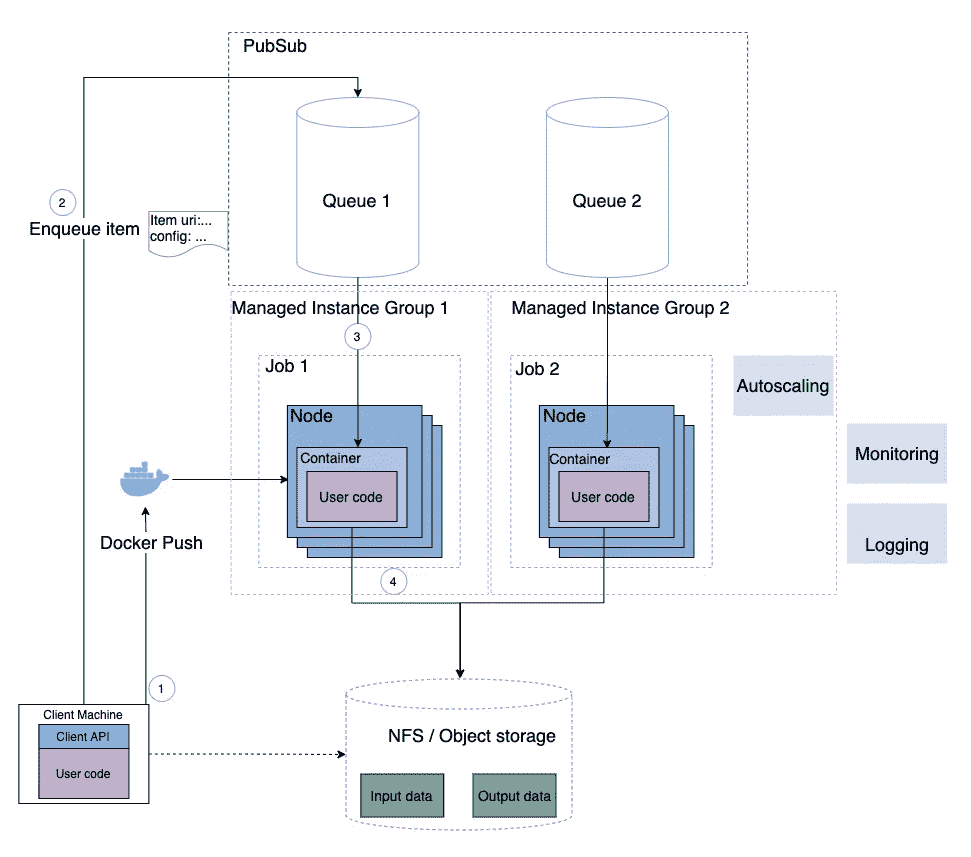 PubSub
Queue 1
Queue 2
2
Enqueue item
Item uri:...
config: ...
Managed Instance Group 1
Managed Instance Group 2
3
Job 1
Job 2
Autoscaling
Node
Node
Container
Container
User code
User code
Monitoring
Logging
Docker Push
4
1
Client Machine
Client API
User code
NFS / Object storage
Input data
Output data